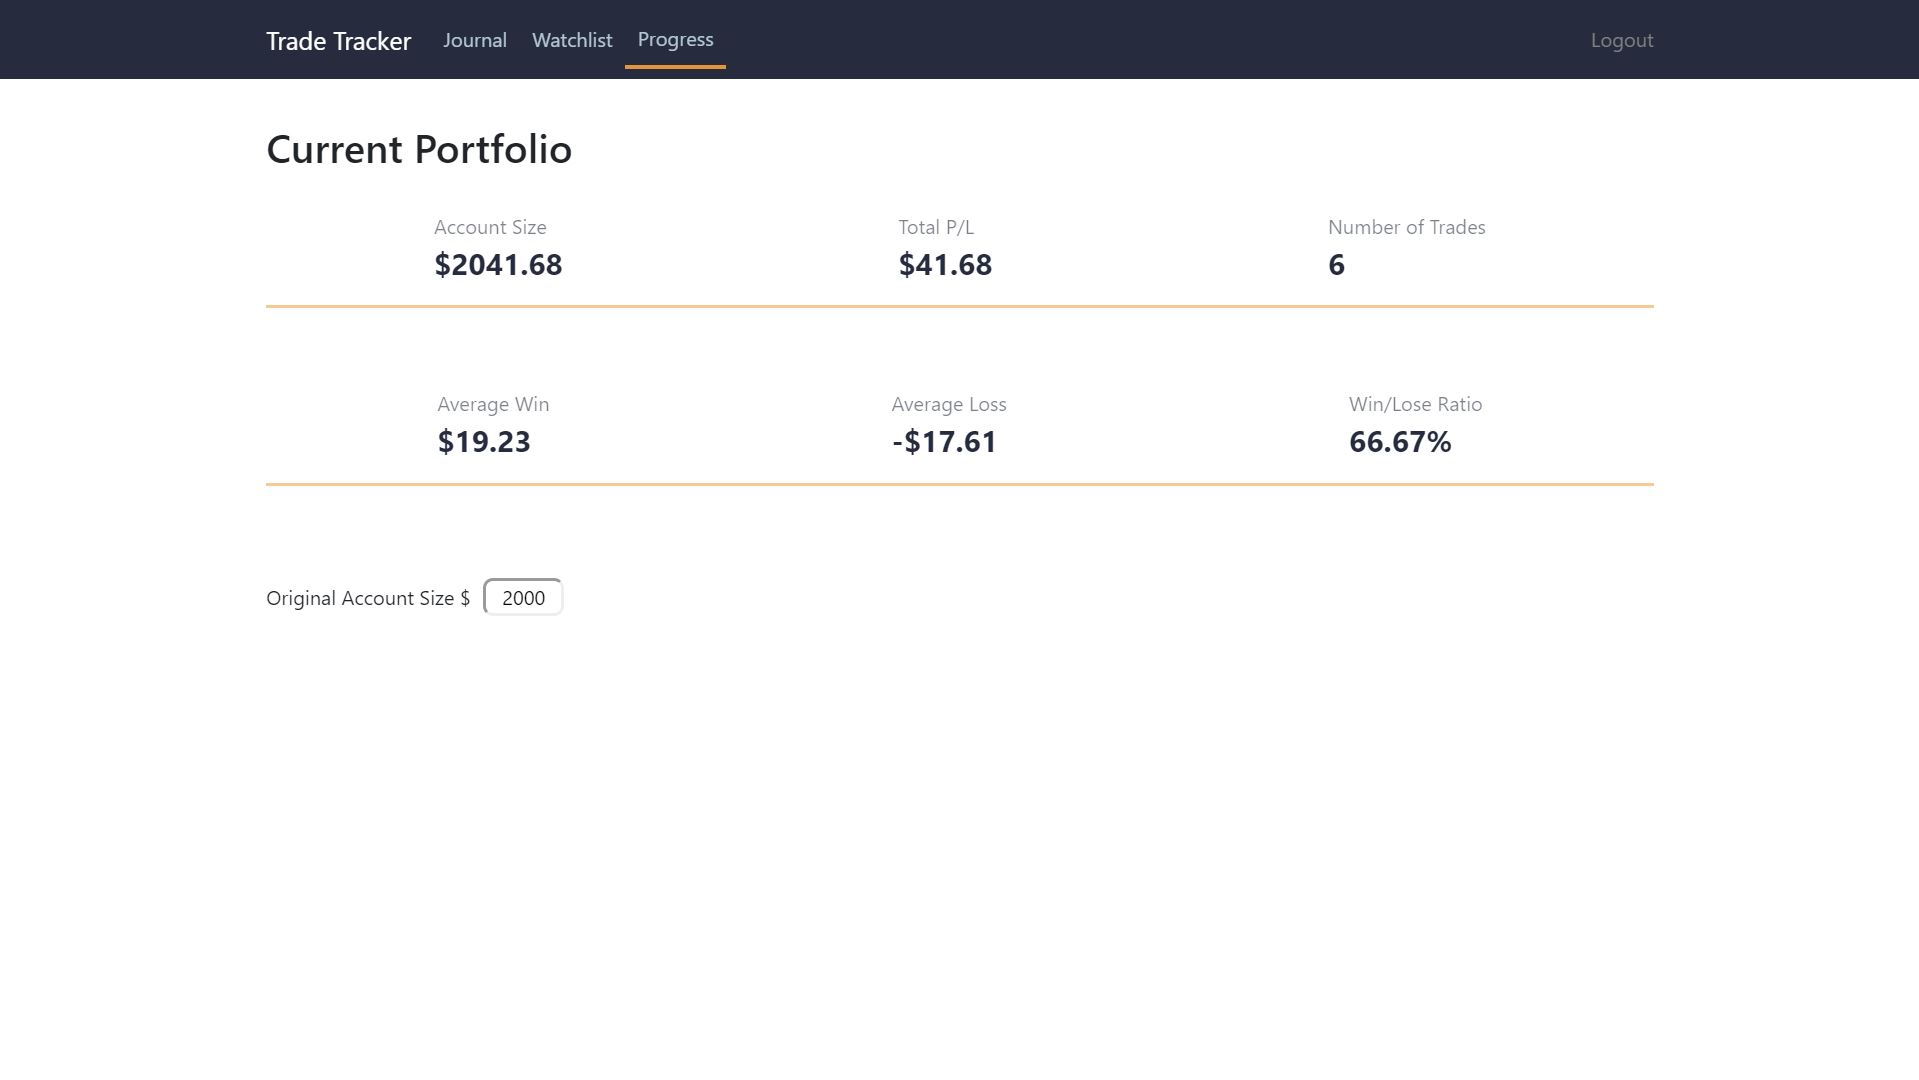 Trade Tracker Journal Watchlist Progress Logout
Current Portfolio
Account Size Total P/L Number of Trades
$2041.68 $41.68 6
Average Win Average Loss Win/Lose Ratio
$19.23 -$17.61 66.67%
Original Account Size $ 2000